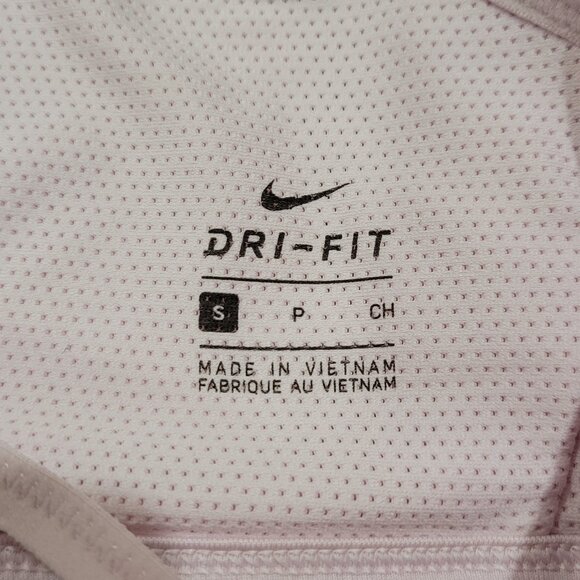 DRI-FIT
S P CH
MADE IN VIETNAM
FABRIQUE AU VIETNAM